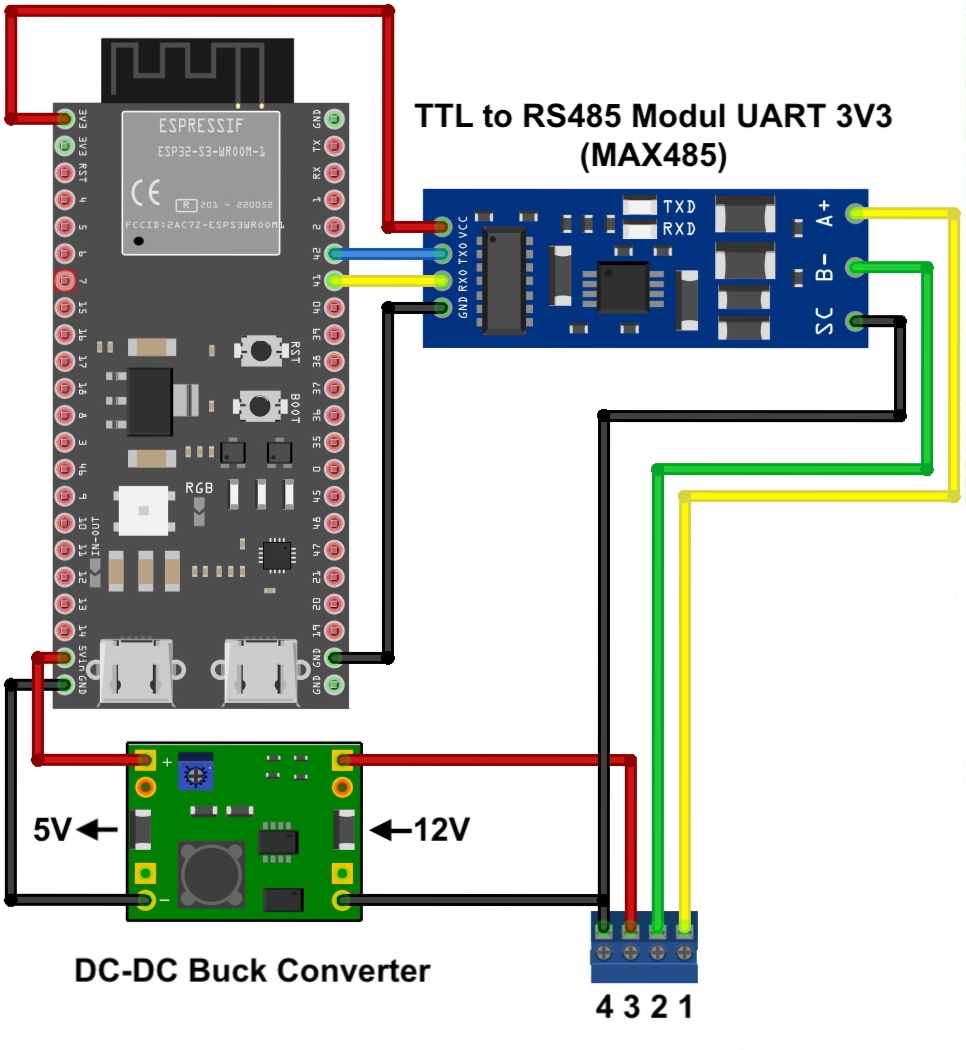 TTL to RS485 Modul UART 3V3
(MAX485)
ESPRESSIF
ESP32-S3-WROOM-1
CE
R 201 - 220052
FCCID:2AC7Z-ESPS3WROOM1
3V3
3V3
RST
4
5
6
7
15
16
17
18
8
3
46
9
10
11
12
13
14
5Vin
GND
GND
TX
RX
1
2
42
41
40
39
38
37
36
35
0
45
48
47
21
20
19
GND
GND
RST
BOOT
RGB
IN-OUT
VCC
TXO
RXO
GND
TXD
RXD
A+
B-
SC
+
-
5V
12V
DC-DC Buck Converter
4 3 2 1